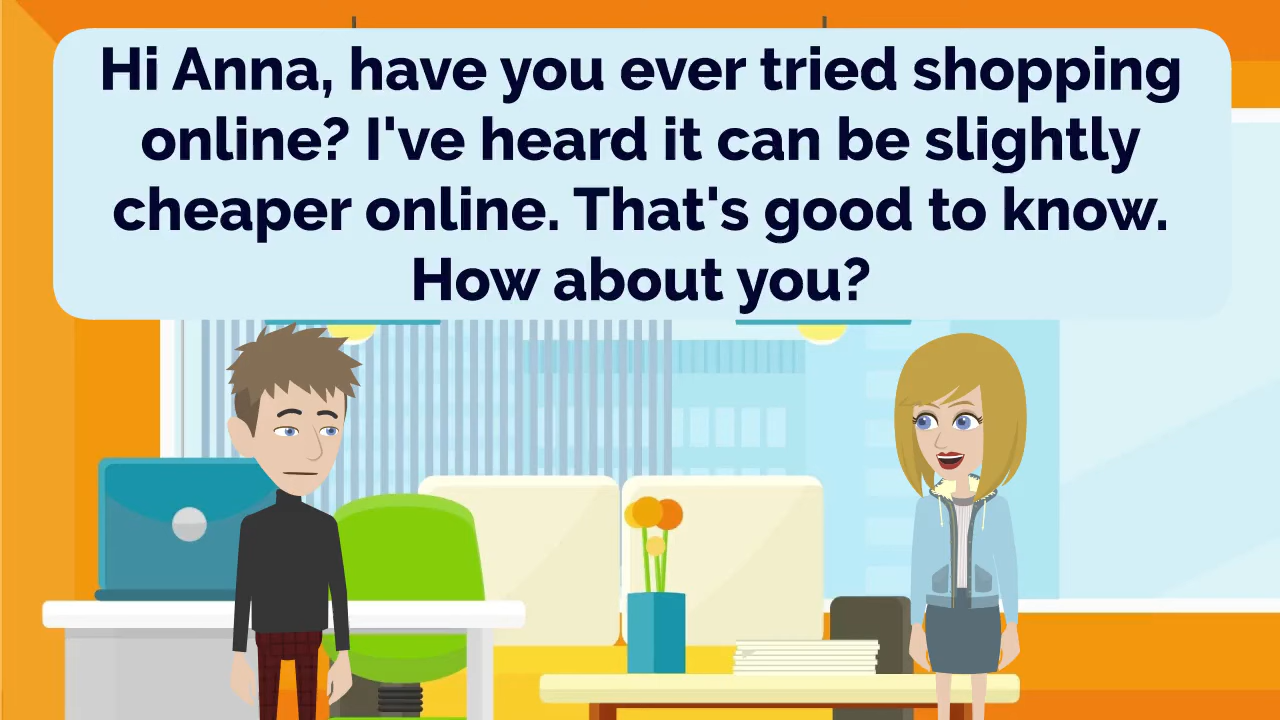 Hi Anna, have you ever tried shopping
online? I've heard it can be slightly
cheaper online. That's good to know.
How about you?